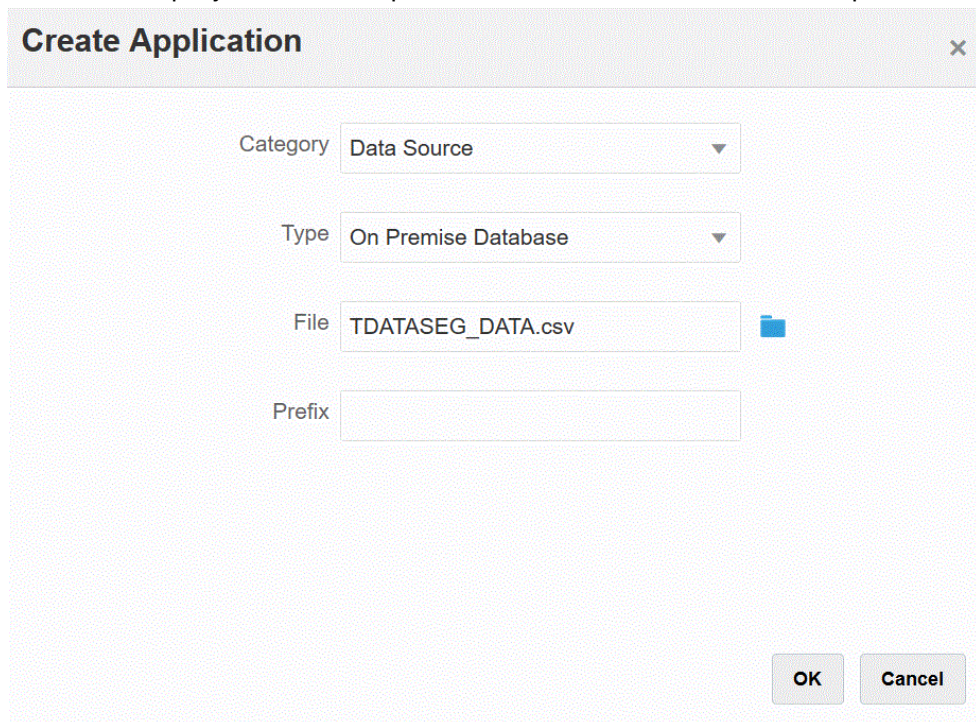 Create Application
×
Category Data Source
Type On Premise Database
File TDATASEG_DATA.csv
Prefix
OK Cancel